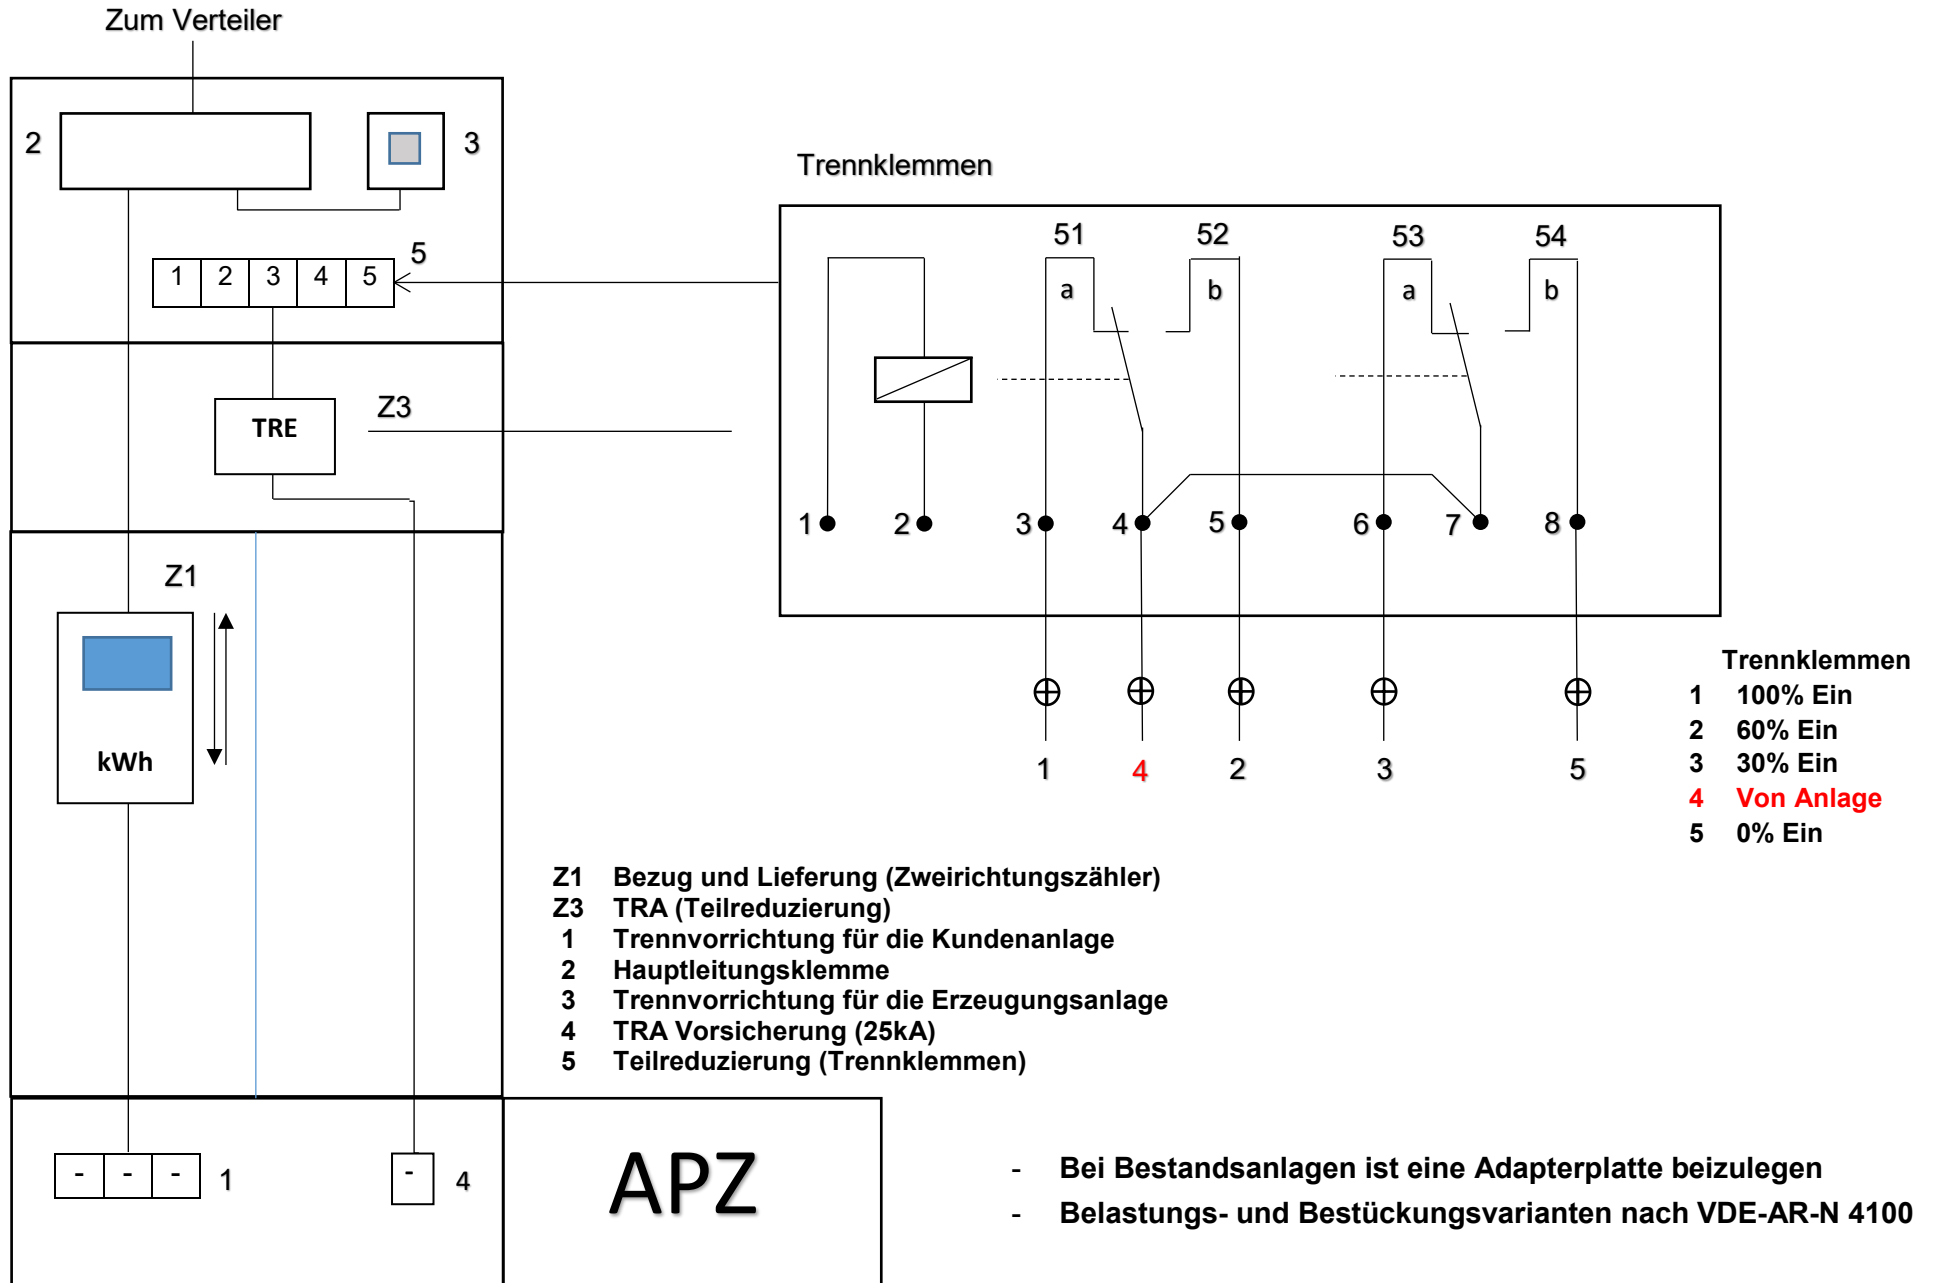 Zum Verteiler
2
3
5
1 2 3 4 5
TRE
Z3
Z1
kWh
- - -
1
-
4
APZ
Trennklemmen
51 52 53 54
a b a b
1 2 3 4 5 6 7 8
1 4 2 3 5
Trennklemmen
1 100% Ein
2 60% Ein
3 30% Ein
4 Von Anlage
5 0% Ein
Z1 Bezug und Lieferung (Zweirichtungszähler)
Z3 TRA (Teilreduzierung)
1 Trennvorrichtung für die Kundenanlage
2 Hauptleitungsklemme
3 Trennvorrichtung für die Erzeugungsanlage
4 TRA Vorsicherung (25kA)
5 Teilreduzierung (Trennklemmen)
- Bei Bestandsanlagen ist eine Adapterplatte beizulegen
- Belastungs- und Bestückungsvarianten nach VDE-AR-N 4100